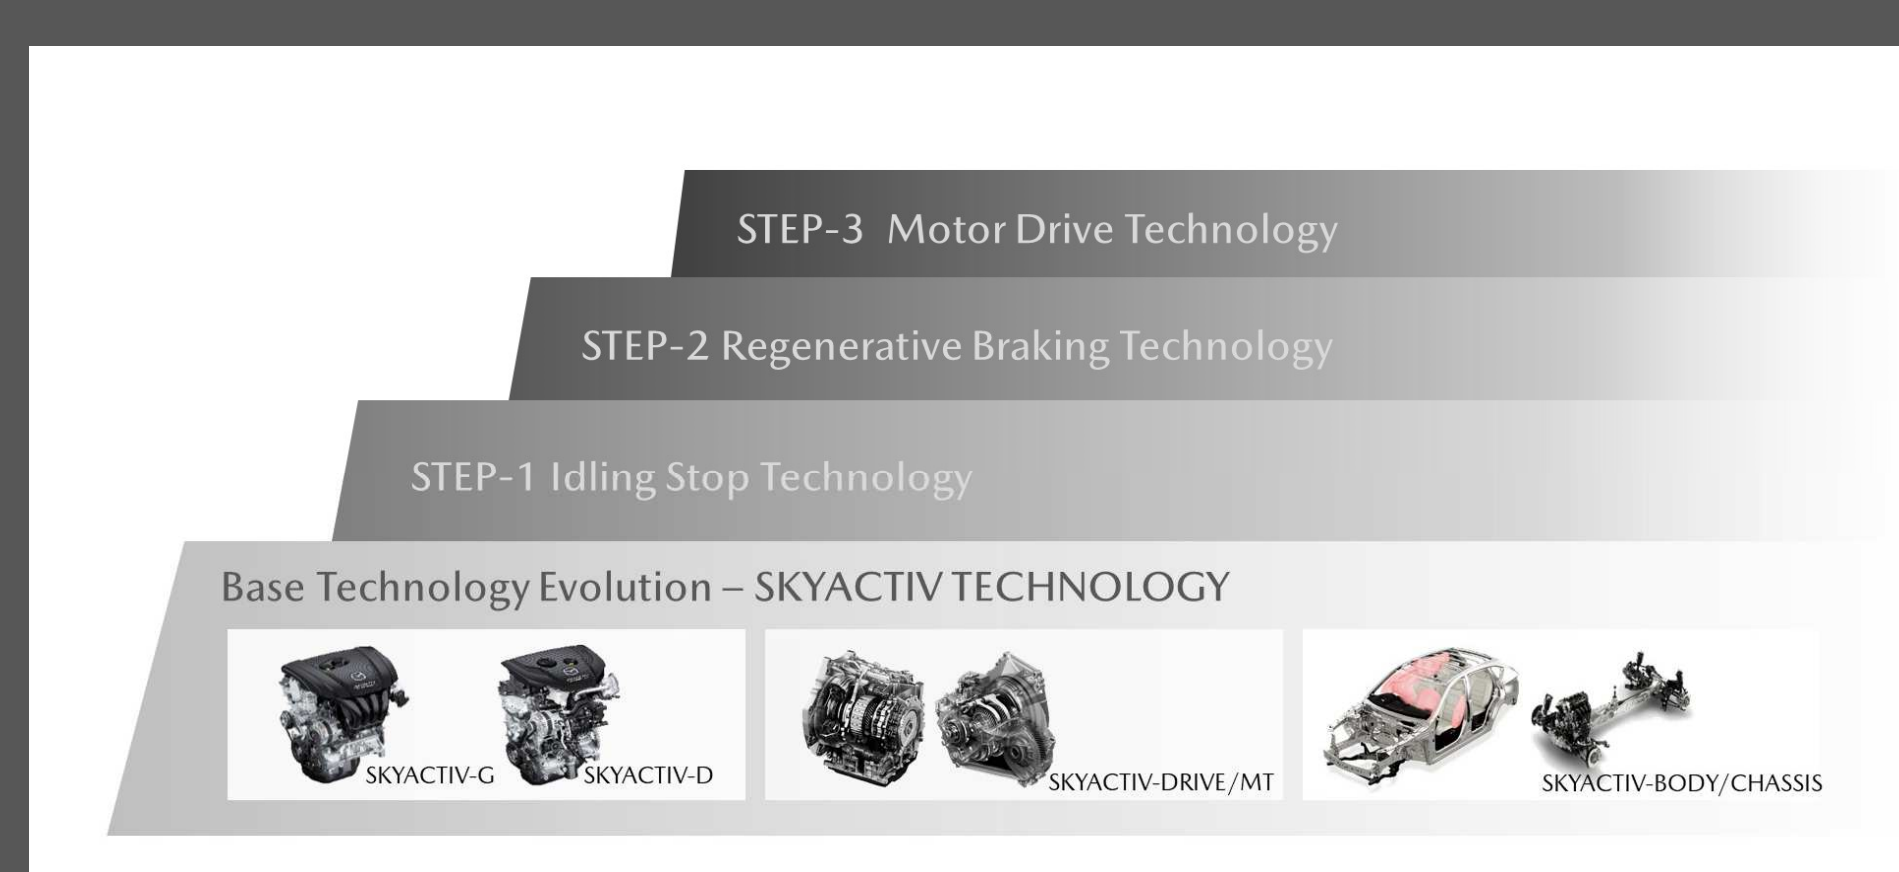 STEP-3 Motor Drive Technology
STEP-2 Regenerative Braking Technology
STEP-1 Idling Stop Technology
Base Technology Evolution – SKYACTIV TECHNOLOGY
SKYACTIV-G
SKYACTIV-D
SKYACTIV-DRIVE/MT
SKYACTIV-BODY/CHASSIS